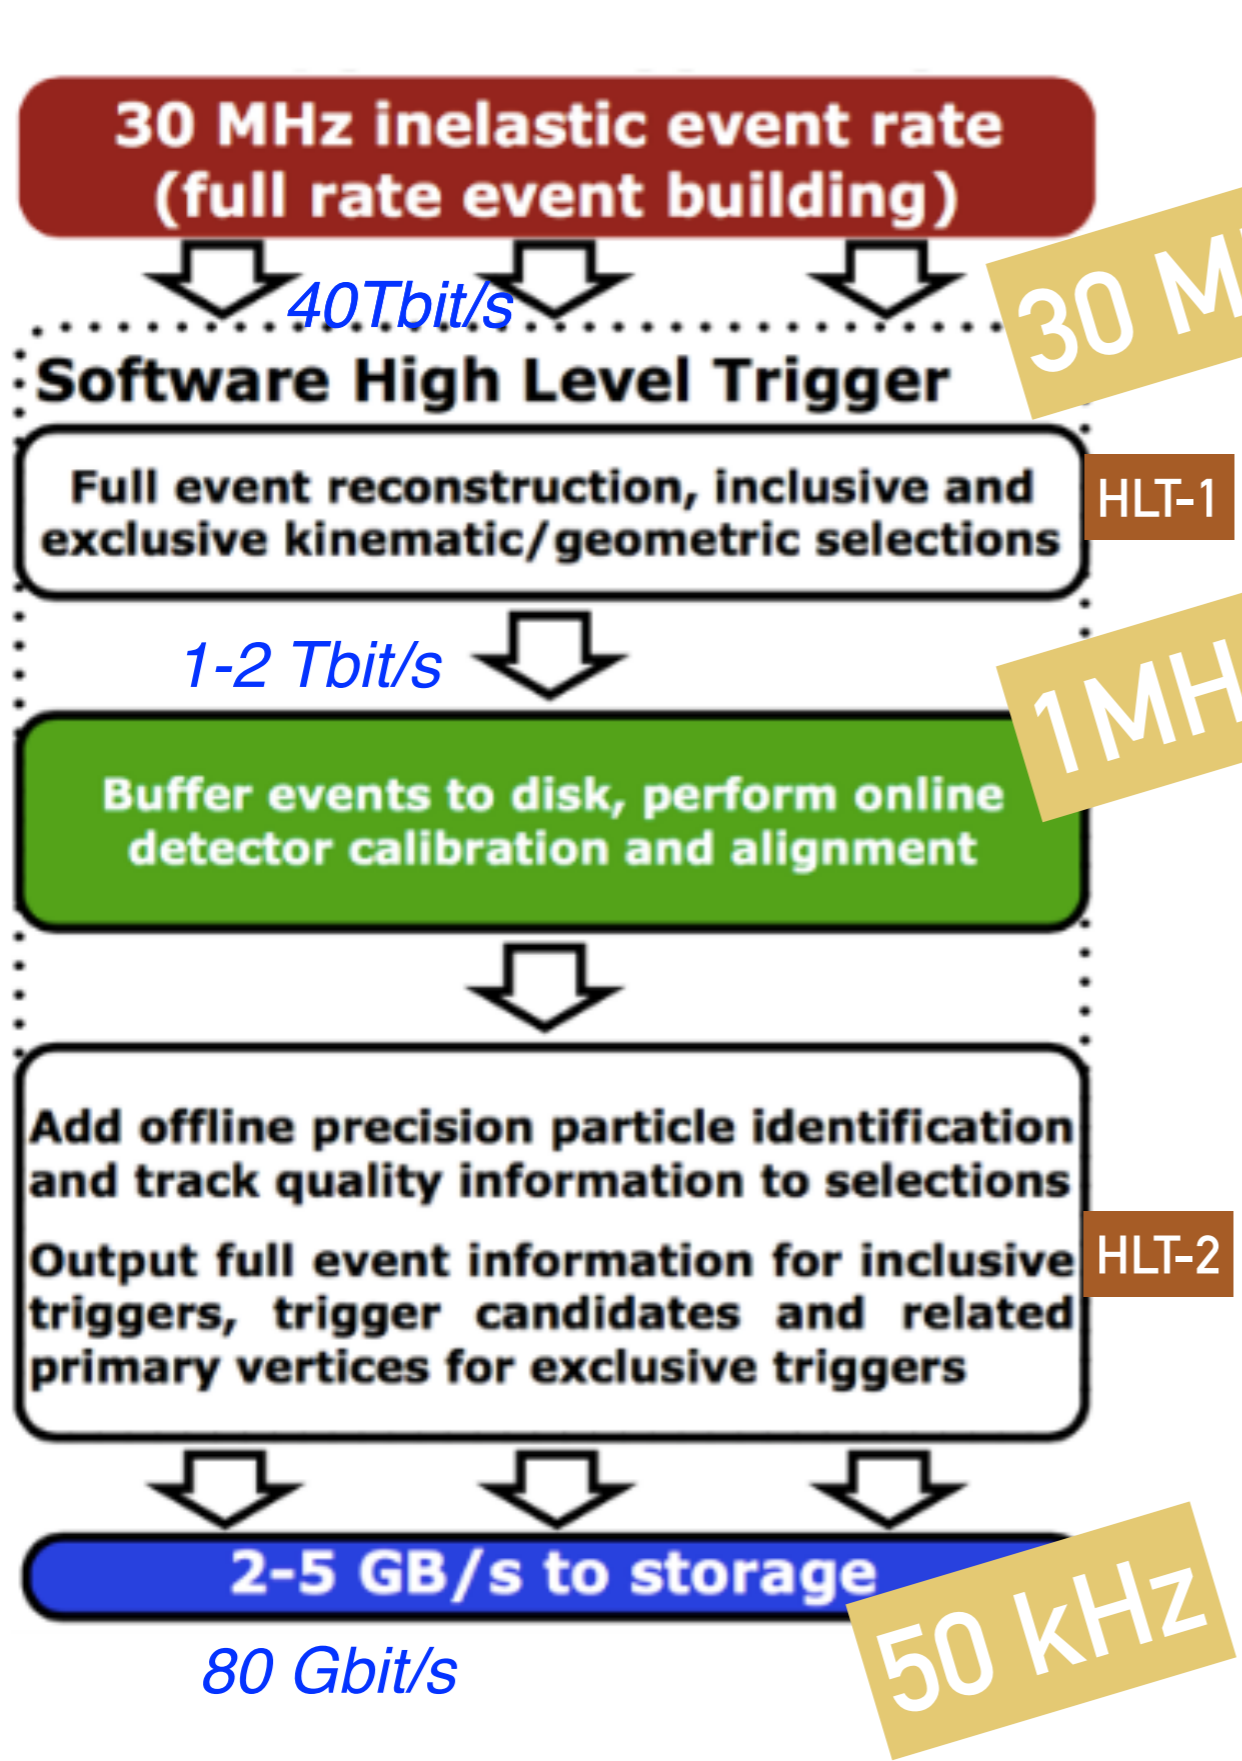 30 MHz inelastic event rate
(full rate event building)
40Tbit/s
30 M
Software High Level Trigger
Full event reconstruction, inclusive and
exclusive kinematic/geometric selections
HLT-1
1-2 Tbit/s
1MH
Buffer events to disk, perform online
detector calibration and alignment
Add offline precision particle identification
and track quality information to selections
Output full event information for inclusive
triggers, trigger candidates and related
primary vertices for exclusive triggers
HLT-2
2-5 GB/s to storage
50 kHz
80 Gbit/s